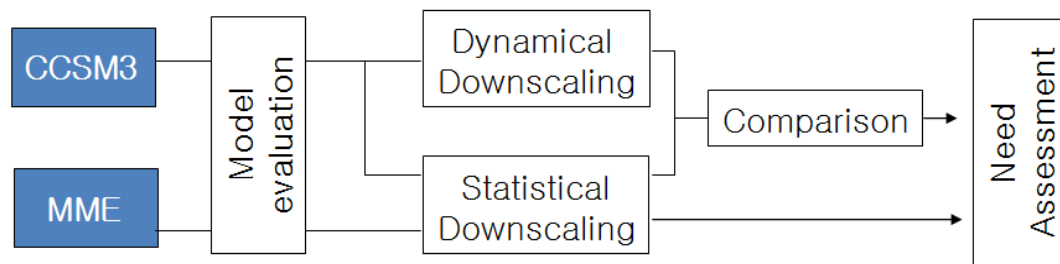 CCSM3
MME
Model
evaluation
Dynamical
Downscaling
Statistical
Downscaling
Comparison
Need
Assessment